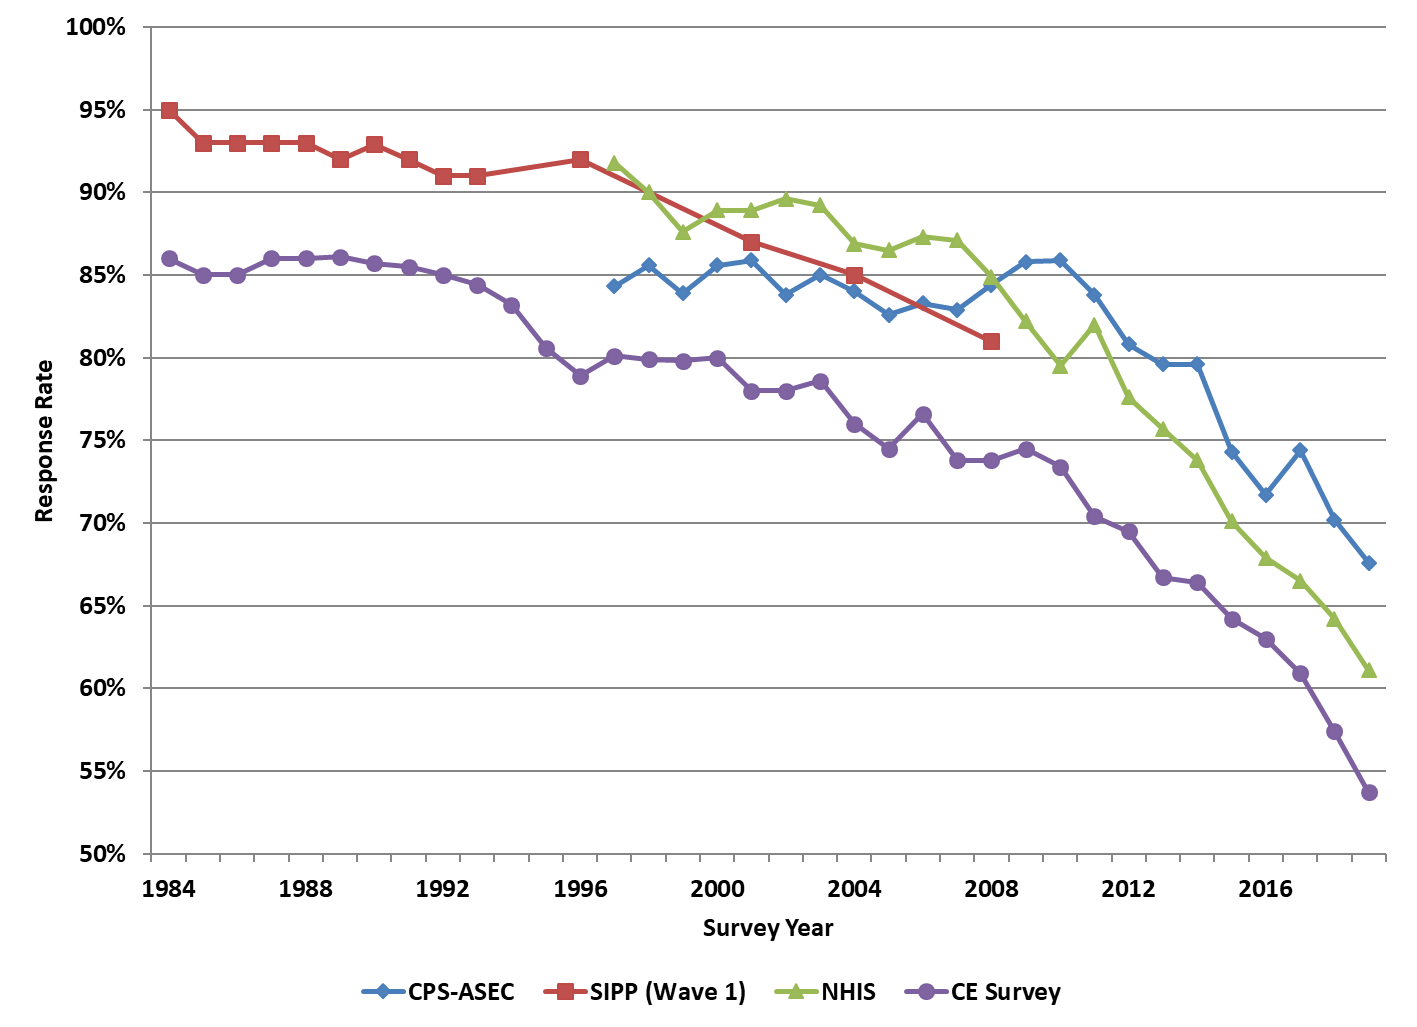 100%
95%
90%
85%
80%
75%
70%
65%
60%
55%
50%
Response Rate
1984 1988 1992 1996 2000 2004 2008 2012 2016
Survey Year
CPS-ASEC SIPP (Wave 1) NHIS CE Survey